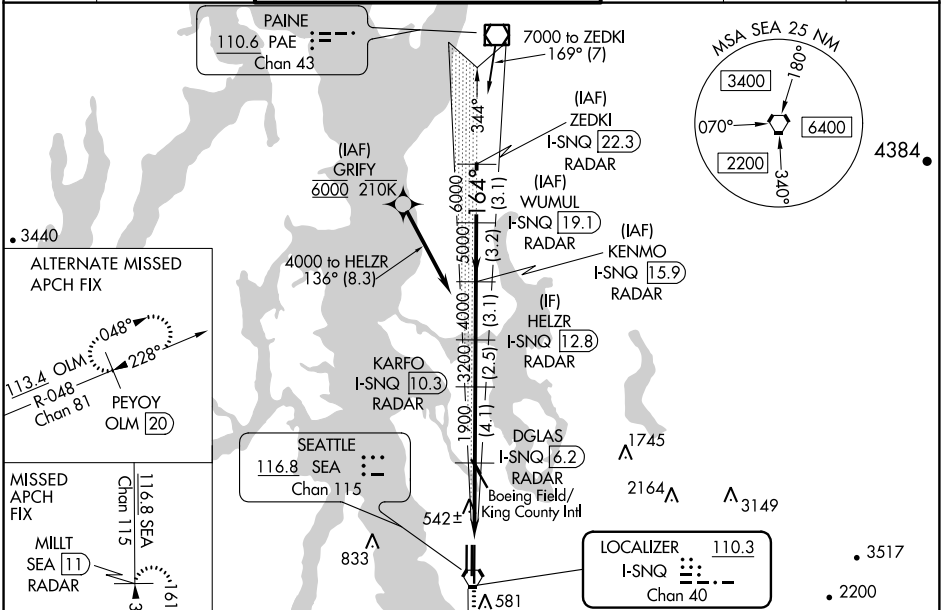 PAINE
110.6 PAE
Chan 43
7000 to ZEDKI
169° (7)
MSA SEA 25 NM
180°
3400
070°
6400
2200
340°
4384
344°
(IAF)
ZEDKI
I-SNQ 22.3
RADAR
(IAF)
GRIFY
6000 210K
6000
164°
(3.1)
(IAF)
WUMUL
I-SNQ 19.1
RADAR
5000
(3.2)
(IAF)
KENMO
I-SNQ 15.9
RADAR
3440
4000 to HELZR
136° (8.3)
4000
(3.1)
(IF)
HELZR
I-SNQ 12.8
RADAR
3200
(2.5)
KARFO
I-SNQ 10.3
RADAR
1900
(4.1)
DGLAS
I-SNQ 6.2
RADAR
Boeing Field/
King County Intl
ALTERNATE MISSED
APCH FIX
048°
228°
113.4 OLM
R-048
Chan 81
PEYOY
OLM 20
SEATTLE
116.8 SEA
Chan 115
1745
2164
3149
542±
833
581
3517
2200
MISSED
APCH
FIX
116.8 SEA
Chan 115
MILLT
SEA 11
RADAR
161
LOCALIZER 110.3
I-SNQ
Chan 40